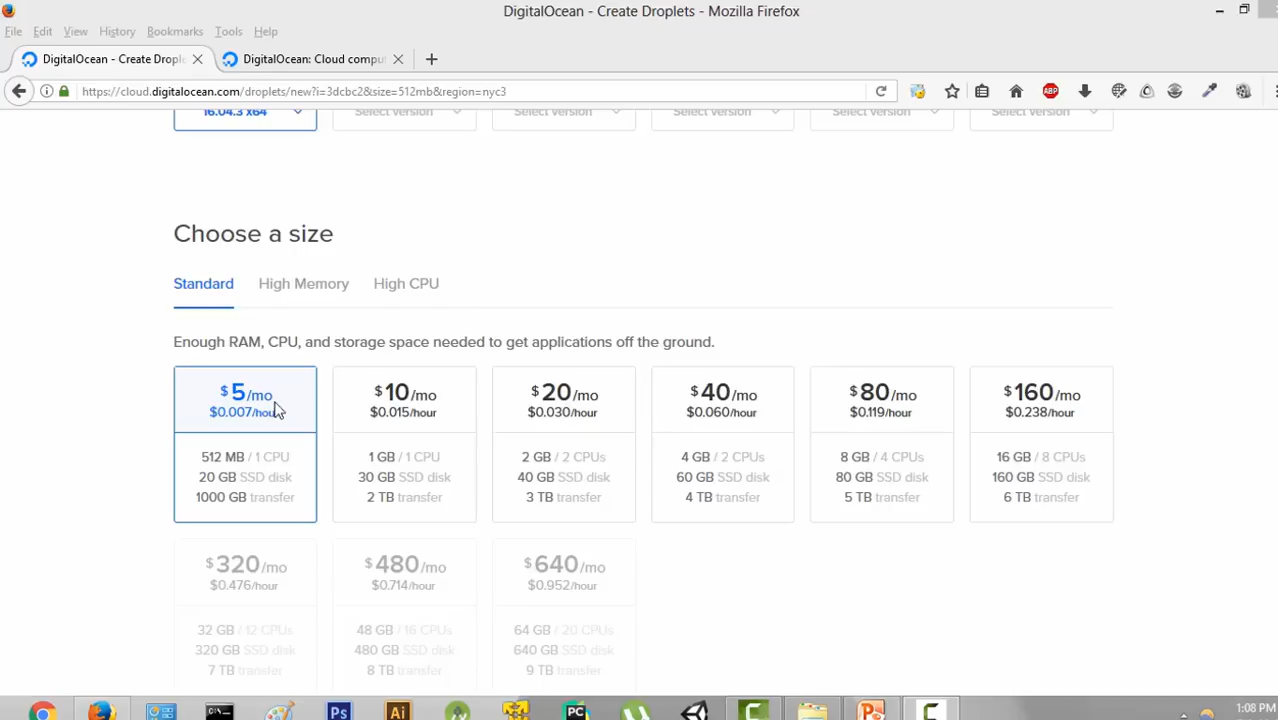 DigitalOcean - Create Droplets - Mozilla Firefox
File Edit View History Bookmarks Tools Help
DigitalOcean - Create Drople
DigitalOcean: Cloud compu
https://cloud.digitalocean.com/droplets/new?i=3dcbc2&size=512mb&region=nyc3
ABP
16.04.3 x64 Select version Select version Select version Select version Select version
Choose a size
Standard High Memory High CPU
Enough RAM, CPU, and storage space needed to get applications off the ground.
$5/mo
$0.007/hour
512 MB / 1 CPU
20 GB SSD disk
1000 GB transfer
$10/mo
$0.015/hour
1 GB / 1 CPU
30 GB SSD disk
2 TB transfer
$20/mo
$0.030/hour
2 GB / 2 CPUs
40 GB SSD disk
3 TB transfer
$40/mo
$0.060/hour
4 GB / 2 CPUs
60 GB SSD disk
4 TB transfer
$80/mo
$0.119/hour
8 GB / 4 CPUs
80 GB SSD disk
5 TB transfer
$160/mo
$0.238/hour
16 GB / 8 CPUs
160 GB SSD disk
6 TB transfer
$320/mo
$0.476/hour
32 GB / 12 CPUs
320 GB SSD disk
7 TB transfer
$480/mo
$0.714/hour
48 GB / 16 CPUs
480 GB SSD disk
8 TB transfer
$640/mo
$0.952/hour
64 GB / 20 CPUs
640 GB SSD disk
9 TB transfer
Ps Ai PC
1:08 PM